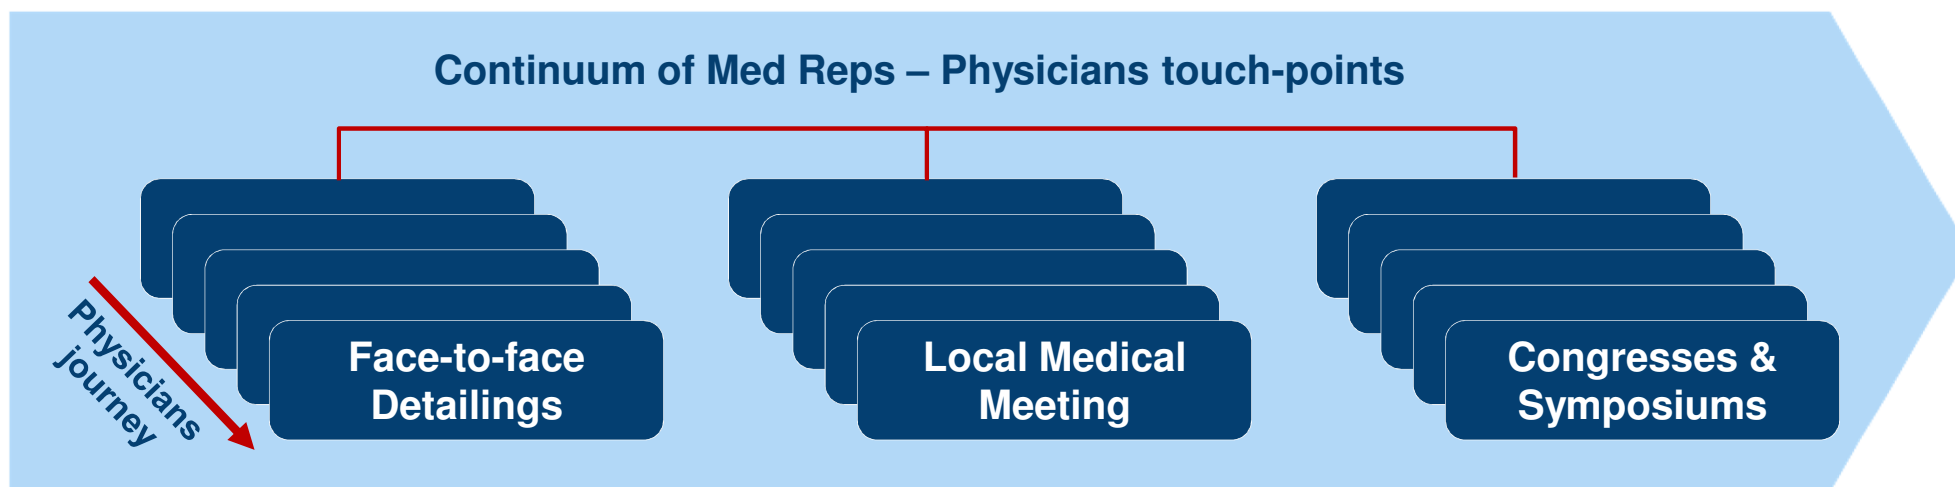 Continuum of Med Reps – Physicians touch-points
Physicians
journey
Face-to-face
Detailings
Local Medical
Meeting
Congresses &
Symposiums